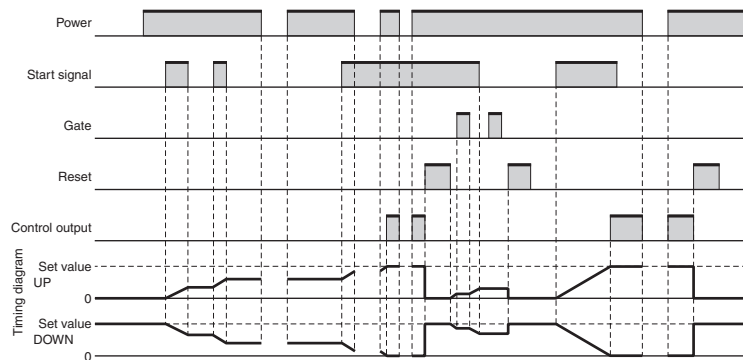 Power
Start signal
Gate
Reset
Control output
Timing diagram
Set value
UP
0
Set value
DOWN
0